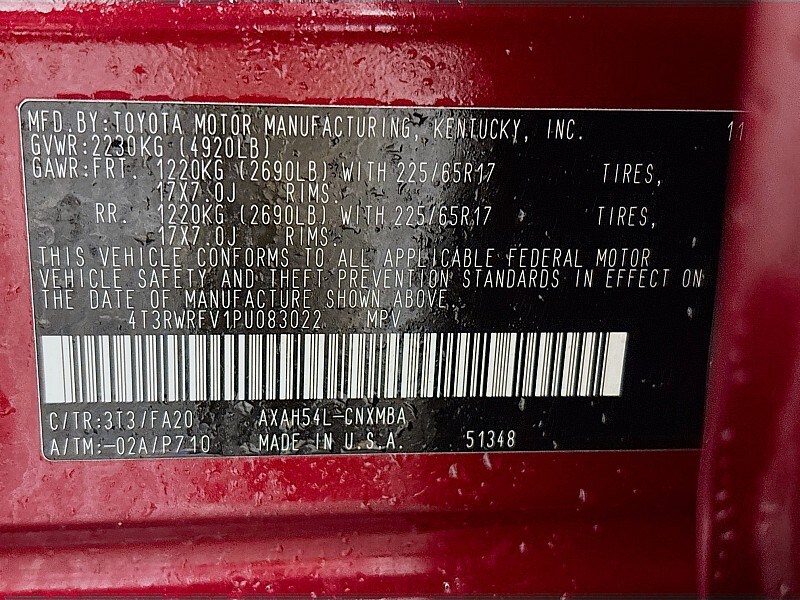 MFD.BY:TOYOTA MOTOR MANUFACTURING, KENTUCKY, INC. 11
GVWR:2230KG (4920LB)
GAWR:FRT. 1220KG (2690LB) WITH 225/65R17 TIRES,
17X7.0J RIMS.
RR. 1220KG (2690LB) WITH 225/65R17 TIRES,
17X7.0J RIMS.
THIS VEHICLE CONFORMS TO ALL APPLICABLE FEDERAL MOTOR
VEHICLE SAFETY AND THEFT PREVENTION STANDARDS IN EFFECT ON
THE DATE OF MANUFACTURE SHOWN ABOVE.
4T3RWRFV1PU083022 MPV
C/TR:3T3/FA20 AXAH54L-CNXMBA
A/TM:-02A/P710 MADE IN U.S.A. 51348